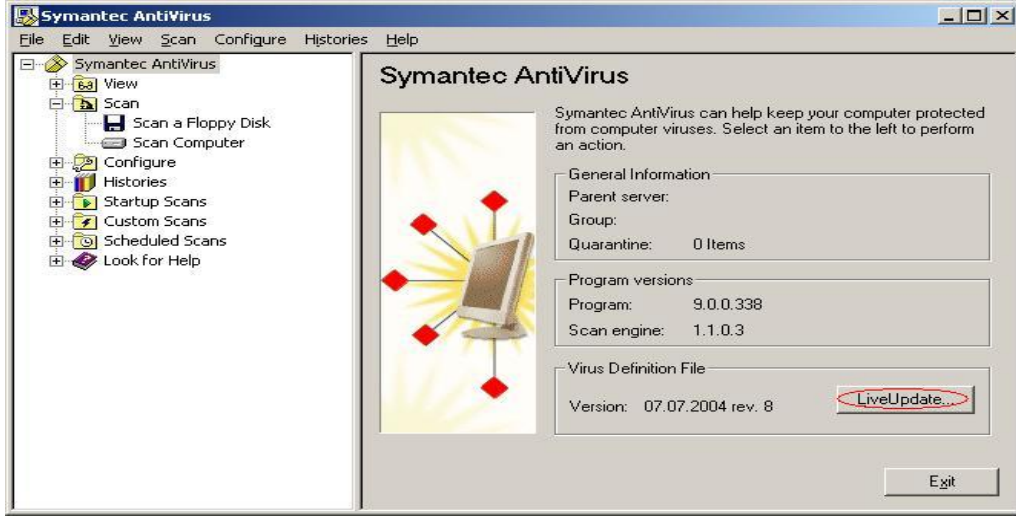 Symantec AntiVirus
File Edit View Scan Configure Histories Help
Symantec AntiVirus
View
Scan
Scan a Floppy Disk
Scan Computer
Configure
Histories
Startup Scans
Custom Scans
Scheduled Scans
Look for Help
Symantec AntiVirus
Symantec AntiVirus can help keep your computer protected
from computer viruses. Select an item to the left to perform
an action.
General Information
Parent server:
Group:
Quarantine: 0 Items
Program versions
Program: 9.0.0.338
Scan engine: 1.1.0.3
Virus Definition File
Version: 07.07.2004 rev. 8
LiveUpdate...
Exit